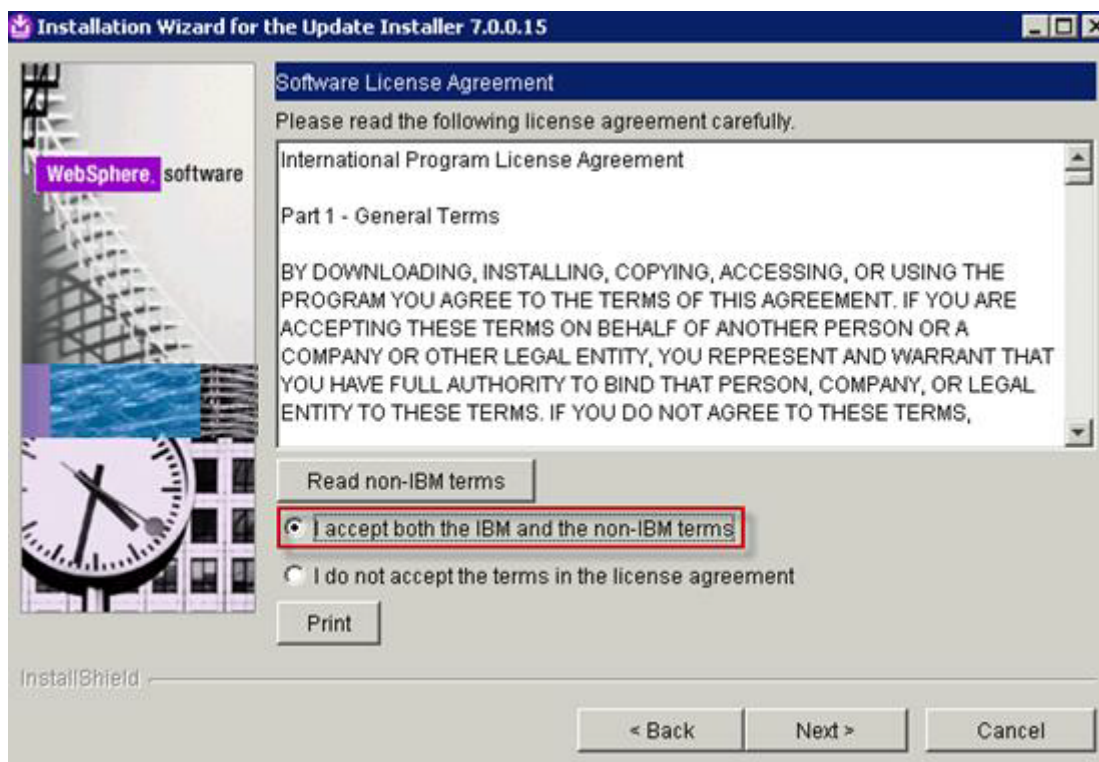 Installation Wizard for the Update Installer 7.0.0.15
WebSphere. software
Software License Agreement
Please read the following license agreement carefully.
International Program License Agreement
Part 1 - General Terms
BY DOWNLOADING, INSTALLING, COPYING, ACCESSING, OR USING THE
PROGRAM YOU AGREE TO THE TERMS OF THIS AGREEMENT. IF YOU ARE
ACCEPTING THESE TERMS ON BEHALF OF ANOTHER PERSON OR A
COMPANY OR OTHER LEGAL ENTITY, YOU REPRESENT AND WARRANT THAT
YOU HAVE FULL AUTHORITY TO BIND THAT PERSON, COMPANY, OR LEGAL
ENTITY TO THESE TERMS. IF YOU DO NOT AGREE TO THESE TERMS,
Read non-IBM terms
I accept both the IBM and the non-IBM terms
I do not accept the terms in the license agreement
Print
InstallShield
< Back
Next >
Cancel